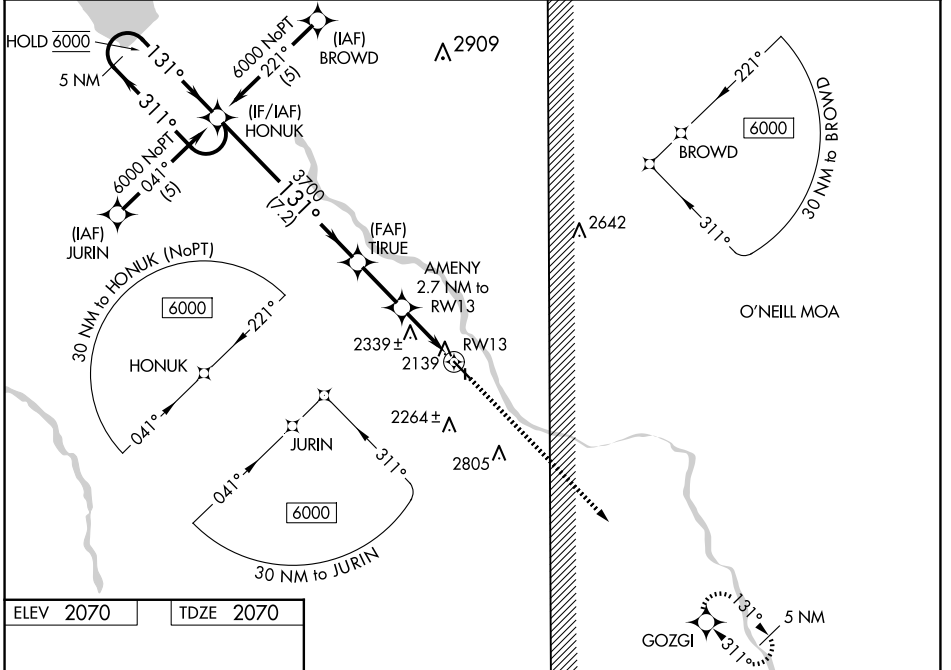 HOLD 6000
131°
5 NM
311°
6000 NoPT
221°
(5)
(IAF)
BROWD
2909
(IF/IAF)
HONUK
6000 NoPT
041°
(5)
(IAF)
JURIN
3700
131°
(7.2)
(FAF)
TIRUE
AMENY
2.7 NM to
RW13
2339 ±
2139
RW13
2264 ±
2805
2642
221°
6000
BROWD
311°
30 NM to BROWD
O'NEILL MOA
30 NM to HONUK (NoPT)
6000
221°
HONUK
041°
JURIN
041°
311°
6000
30 NM to JURIN
ELEV 2070
TDZE 2070
131°
5 NM
GOZGI
311°